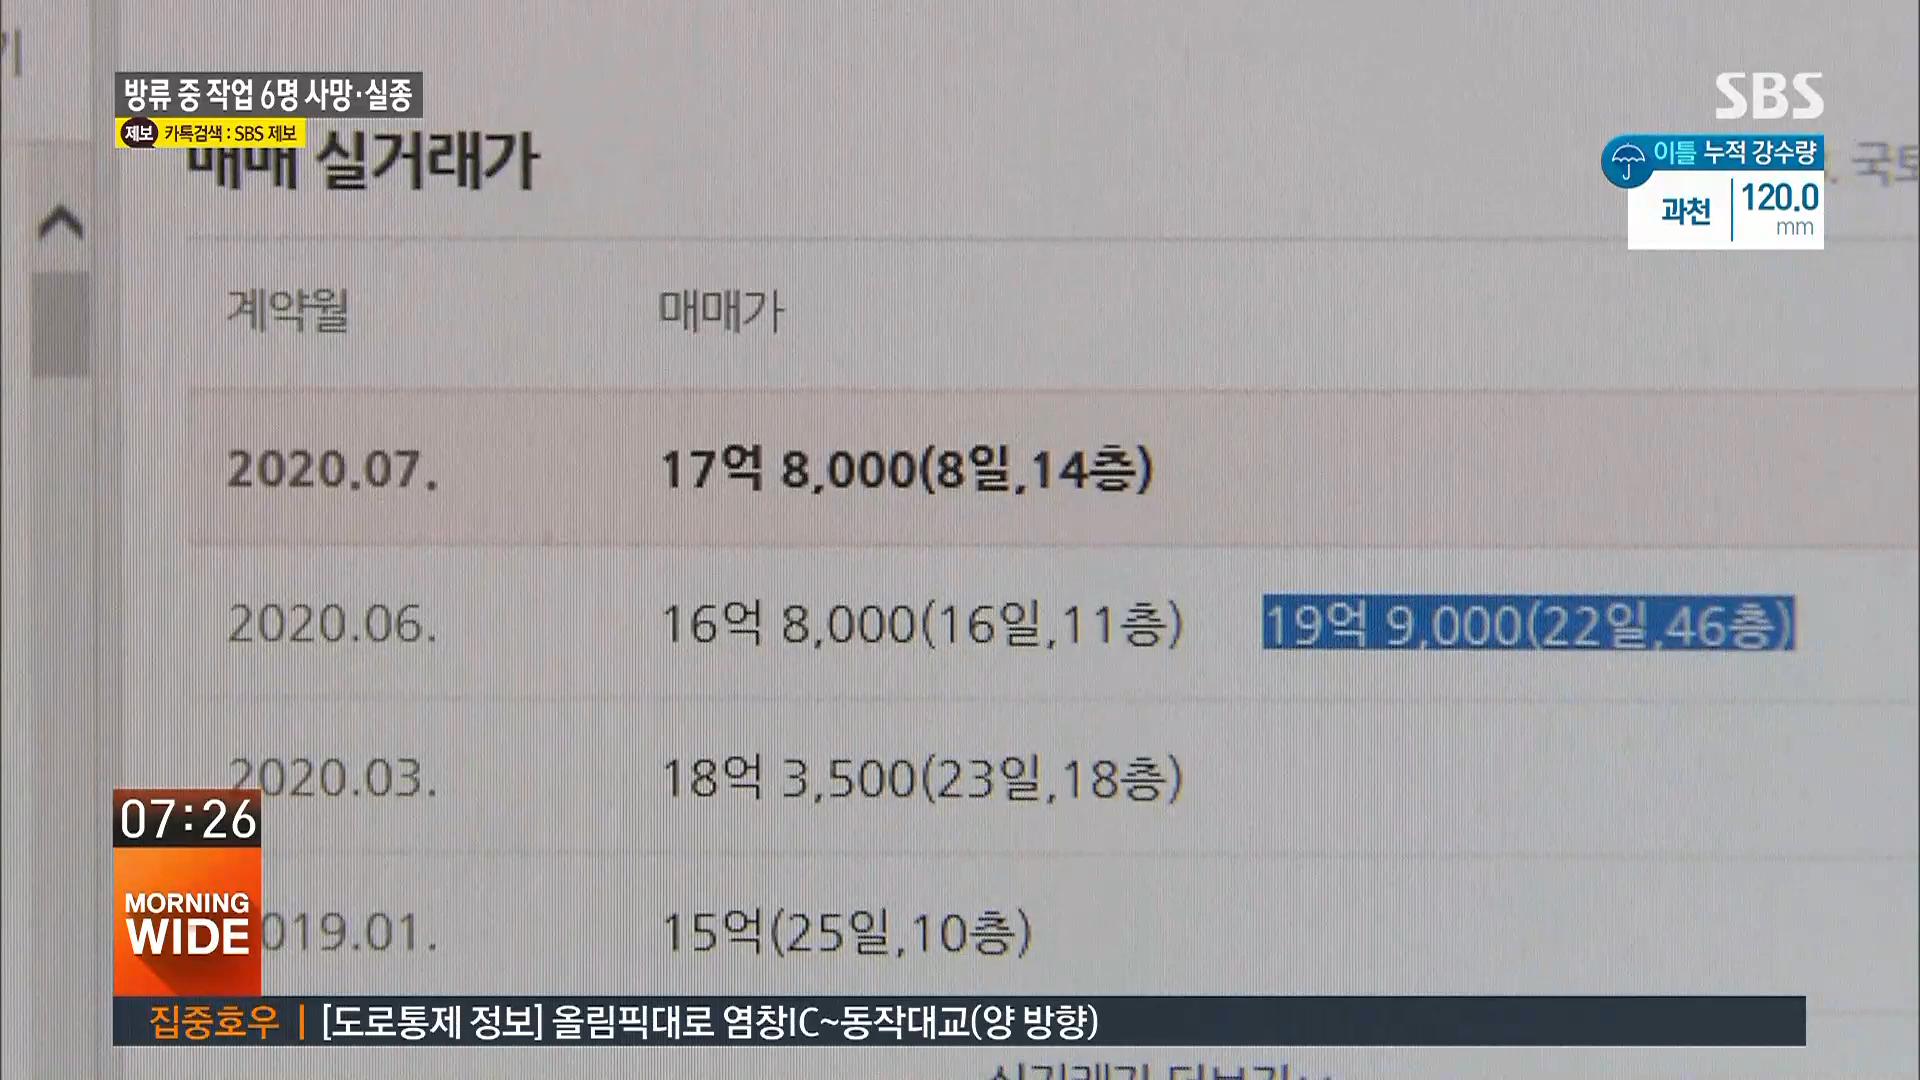 방류 중 작업 6명 사망·실종
제보 카톡검색 : SBS 제보
SBS
이틀 누적 강수량
과천 120.0 mm
매매 실거래가
계약월 매매가
2020.07. 17억 8,000(8일,14층)
2020.06. 16억 8,000(16일,11층) 19억 9,000(22일,46층)
2020.03. 18억 3,500(23일,18층)
019.01. 15억(25일,10층)
07:26
MORNING
WIDE
집중호우 | [도로통제 정보] 올림픽대로 염창IC~동작대교(양 방향)